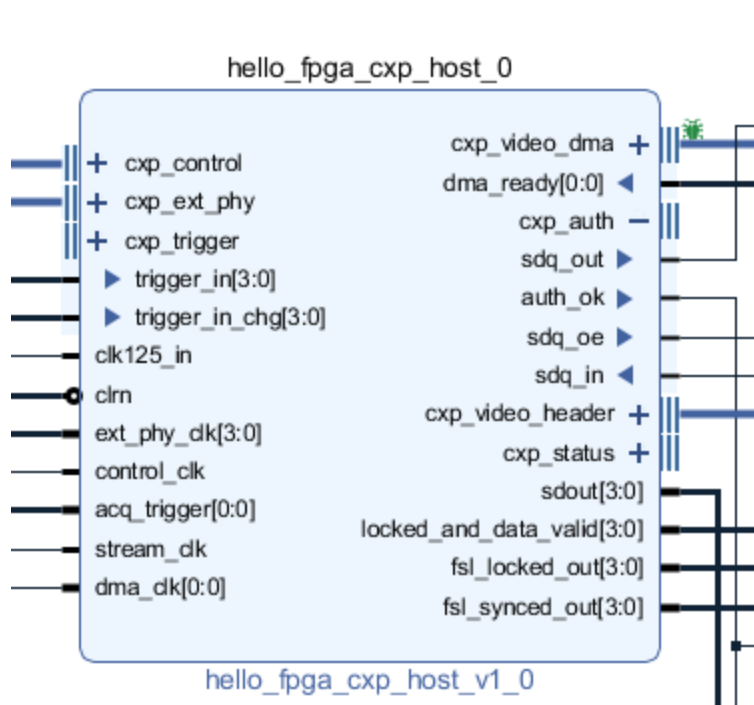 hello_fpga_cxp_host_0
cxp_control
cxp_ext_phy
cxp_trigger
trigger_in[3:0]
trigger_in_chg[3:0]
clk125_in
clrn
ext_phy_clk[3:0]
control_clk
acq_trigger[0:0]
stream_clk
dma_clk[0:0]
cxp_video_dma
dma_ready[0:0]
cxp_auth
sdq_out
auth_ok
sdq_oe
sdq_in
cxp_video_header
cxp_status
sdout[3:0]
locked_and_data_valid[3:0]
fsl_locked_out[3:0]
fsl_synced_out[3:0]
hello_fpga_cxp_host_v1_0